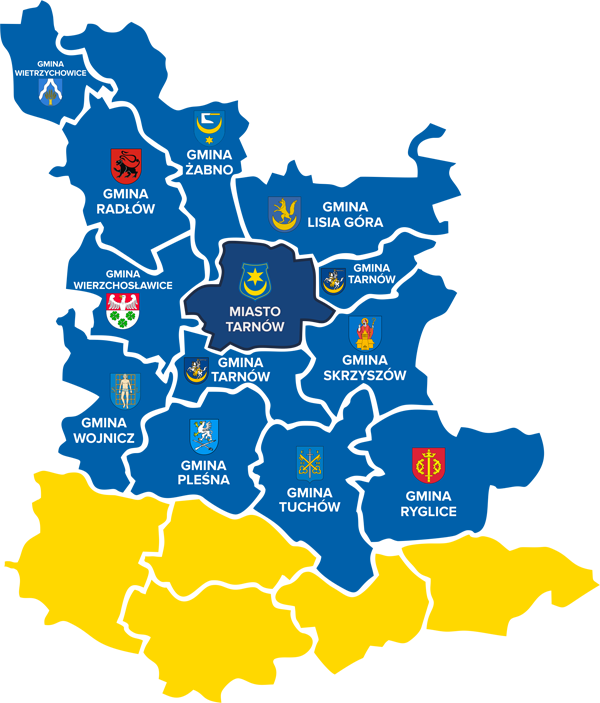 GMINA
WIETRZYCHOWICE
GMINA
ŻABNO
GMINA
RADŁÓW
GMINA
LISIA GÓRA
GMINA
WIERZCHOSŁAWICE
GMINA
TARNÓW
MIASTO
TARNÓW
GMINA
SKRZYSZÓW
GMINA
TARNÓW
GMINA
WOJNICZ
GMINA
PLEŚNA
GMINA
TUCHÓW
GMINA
RYGLICE